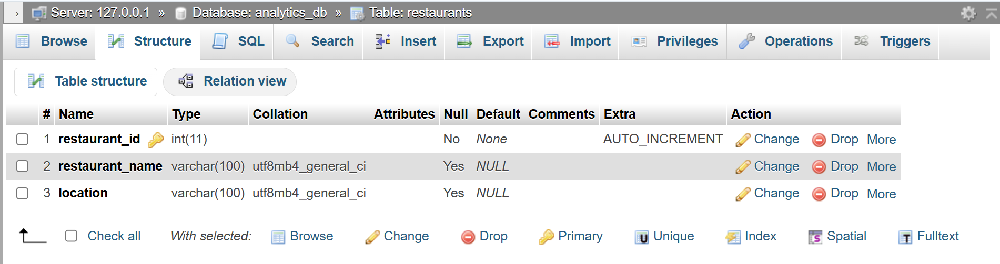 → Server: 127.0.0.1 » Database: analytics_db » Table: restaurants
Browse Structure SQL Search Insert Export Import Privileges Operations Triggers
Table structure Relation view
# Name Type Collation Attributes Null Default Comments Extra Action
1 restaurant_id int(11) No None AUTO_INCREMENT Change Drop More
2 restaurant_name varchar(100) utf8mb4_general_ci Yes NULL Change Drop More
3 location varchar(100) utf8mb4_general_ci Yes NULL Change Drop More
Check all With selected: Browse Change Drop Primary Unique Index Spatial Fulltext